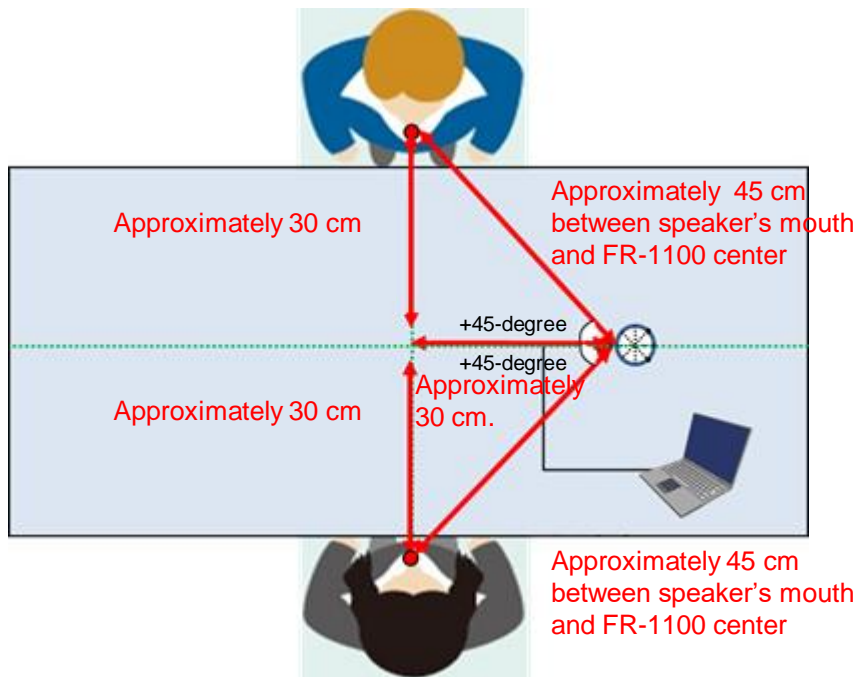 Approximately 30 cm
Approximately 45 cm
between speaker's mouth
and FR-1100 center
+45-degree
+45-degree
Approximately
30 cm.
Approximately 30 cm
Approximately 45 cm
between speaker's mouth
and FR-1100 center